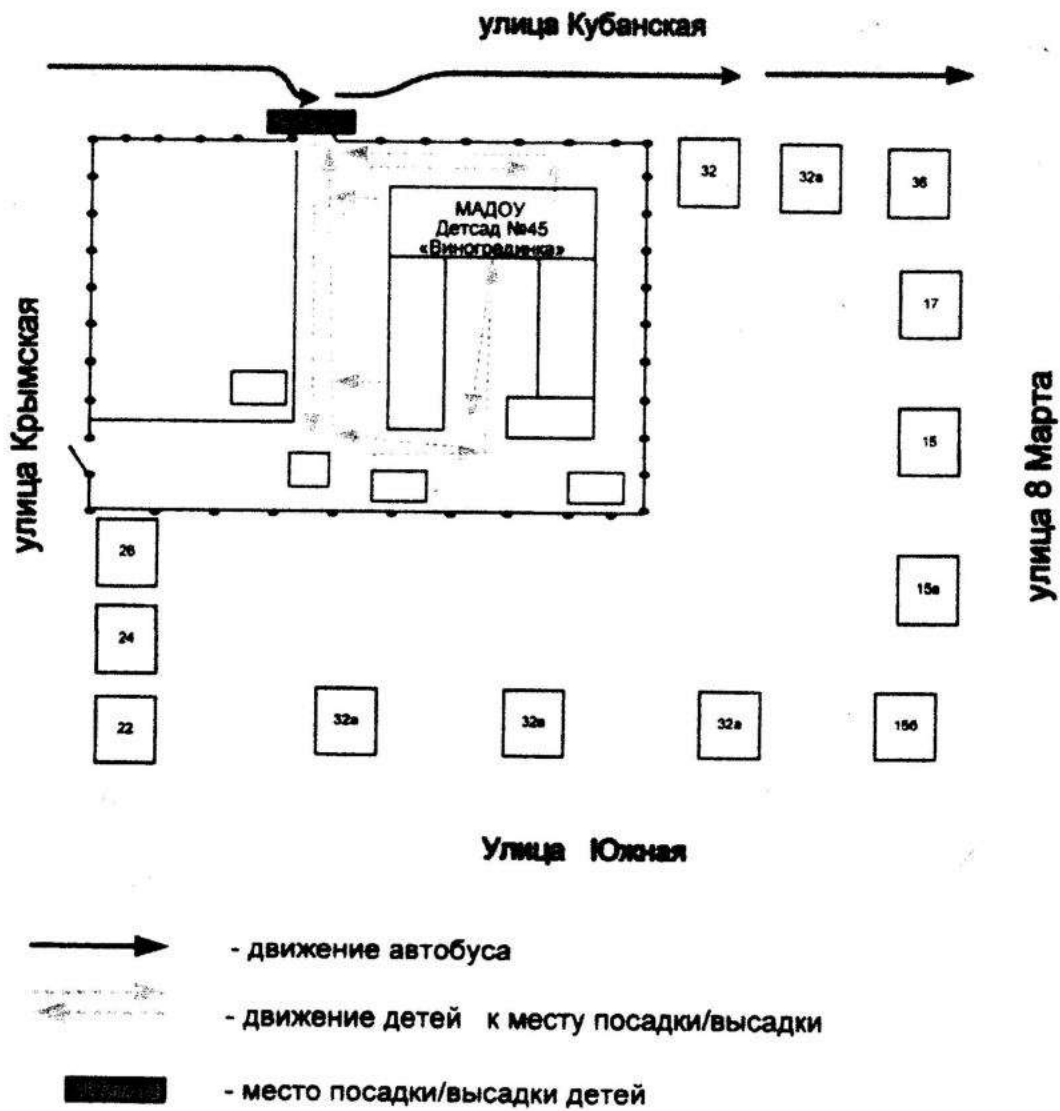 улица Кубанская
32
32а
36
МАДОУ
Детсад №45
«Виноградинка»
17
улица Крымская
15
улица 8 Марта
26
15а
24
22
32а
32а
32а
15б
Улица Южная
- движение автобуса
- движение детей к месту посадки/высадки
- место посадки/высадки детей